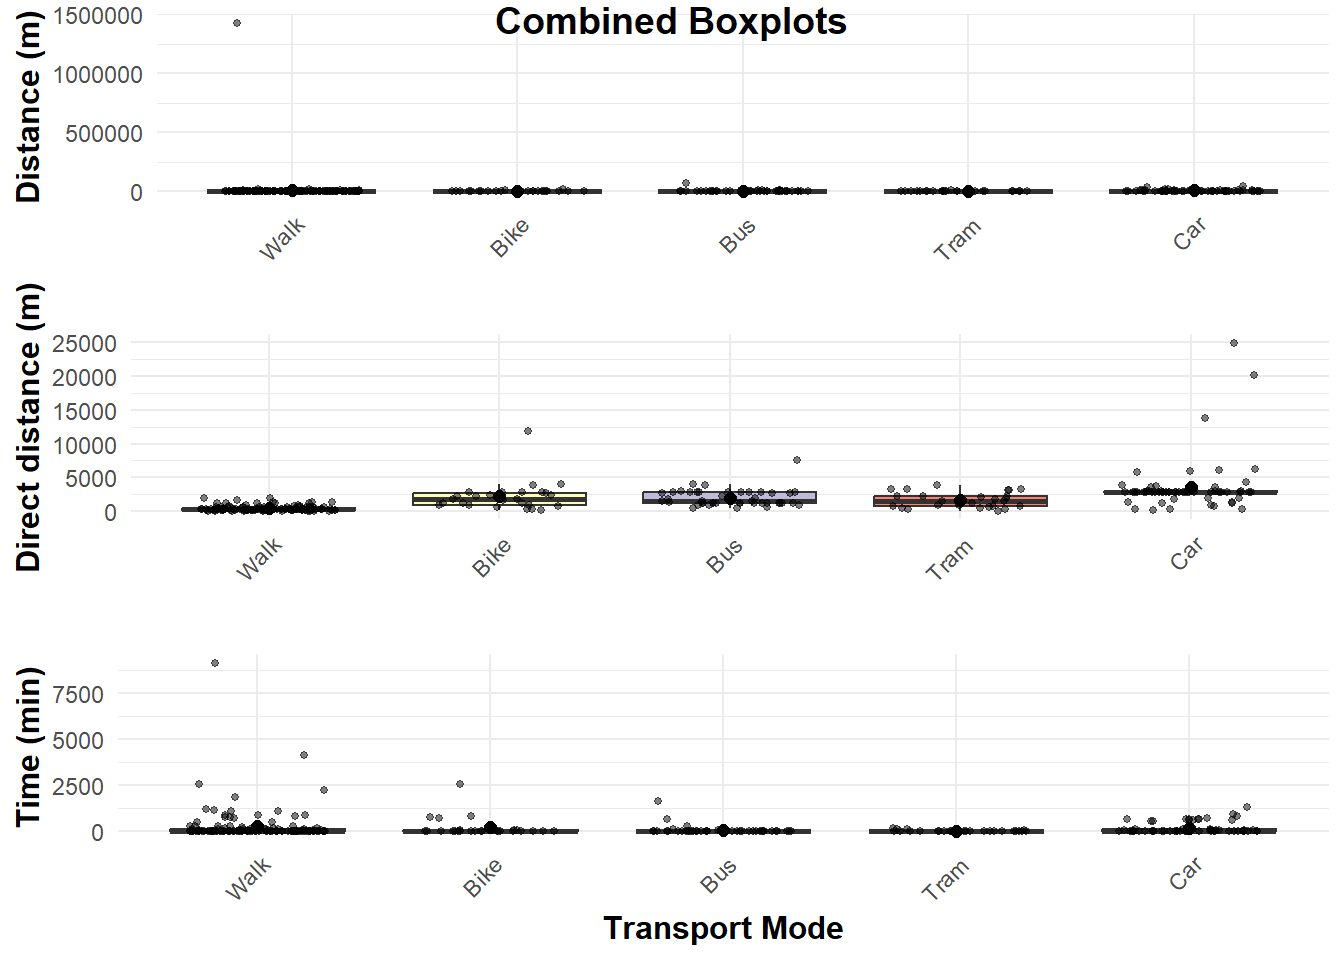 Combined Boxplots
Distance (m)
1500000
1000000
500000
0
Walk Bike Bus Tram Car
Direct distance (m)
25000
20000
15000
10000
5000
0
Walk Bike Bus Tram Car
Time (min)
7500
5000
2500
0
Walk Bike Bus Tram Car
Transport Mode